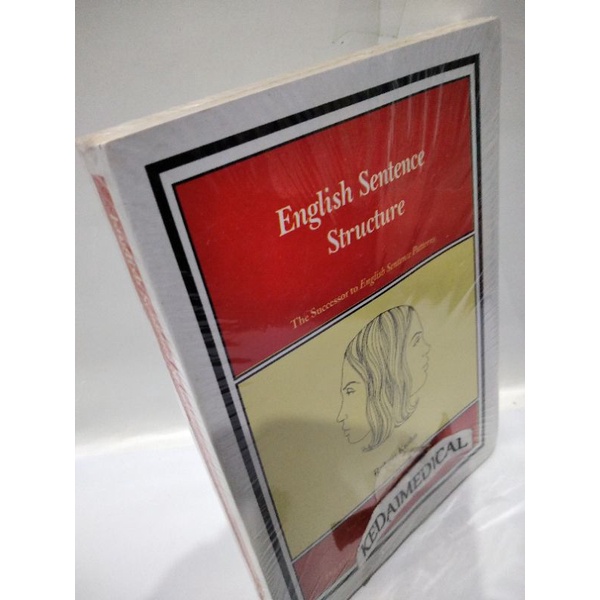 English Sentence
Structure
The Successor to English Sentence Patterns
KEDAIMEDICAL